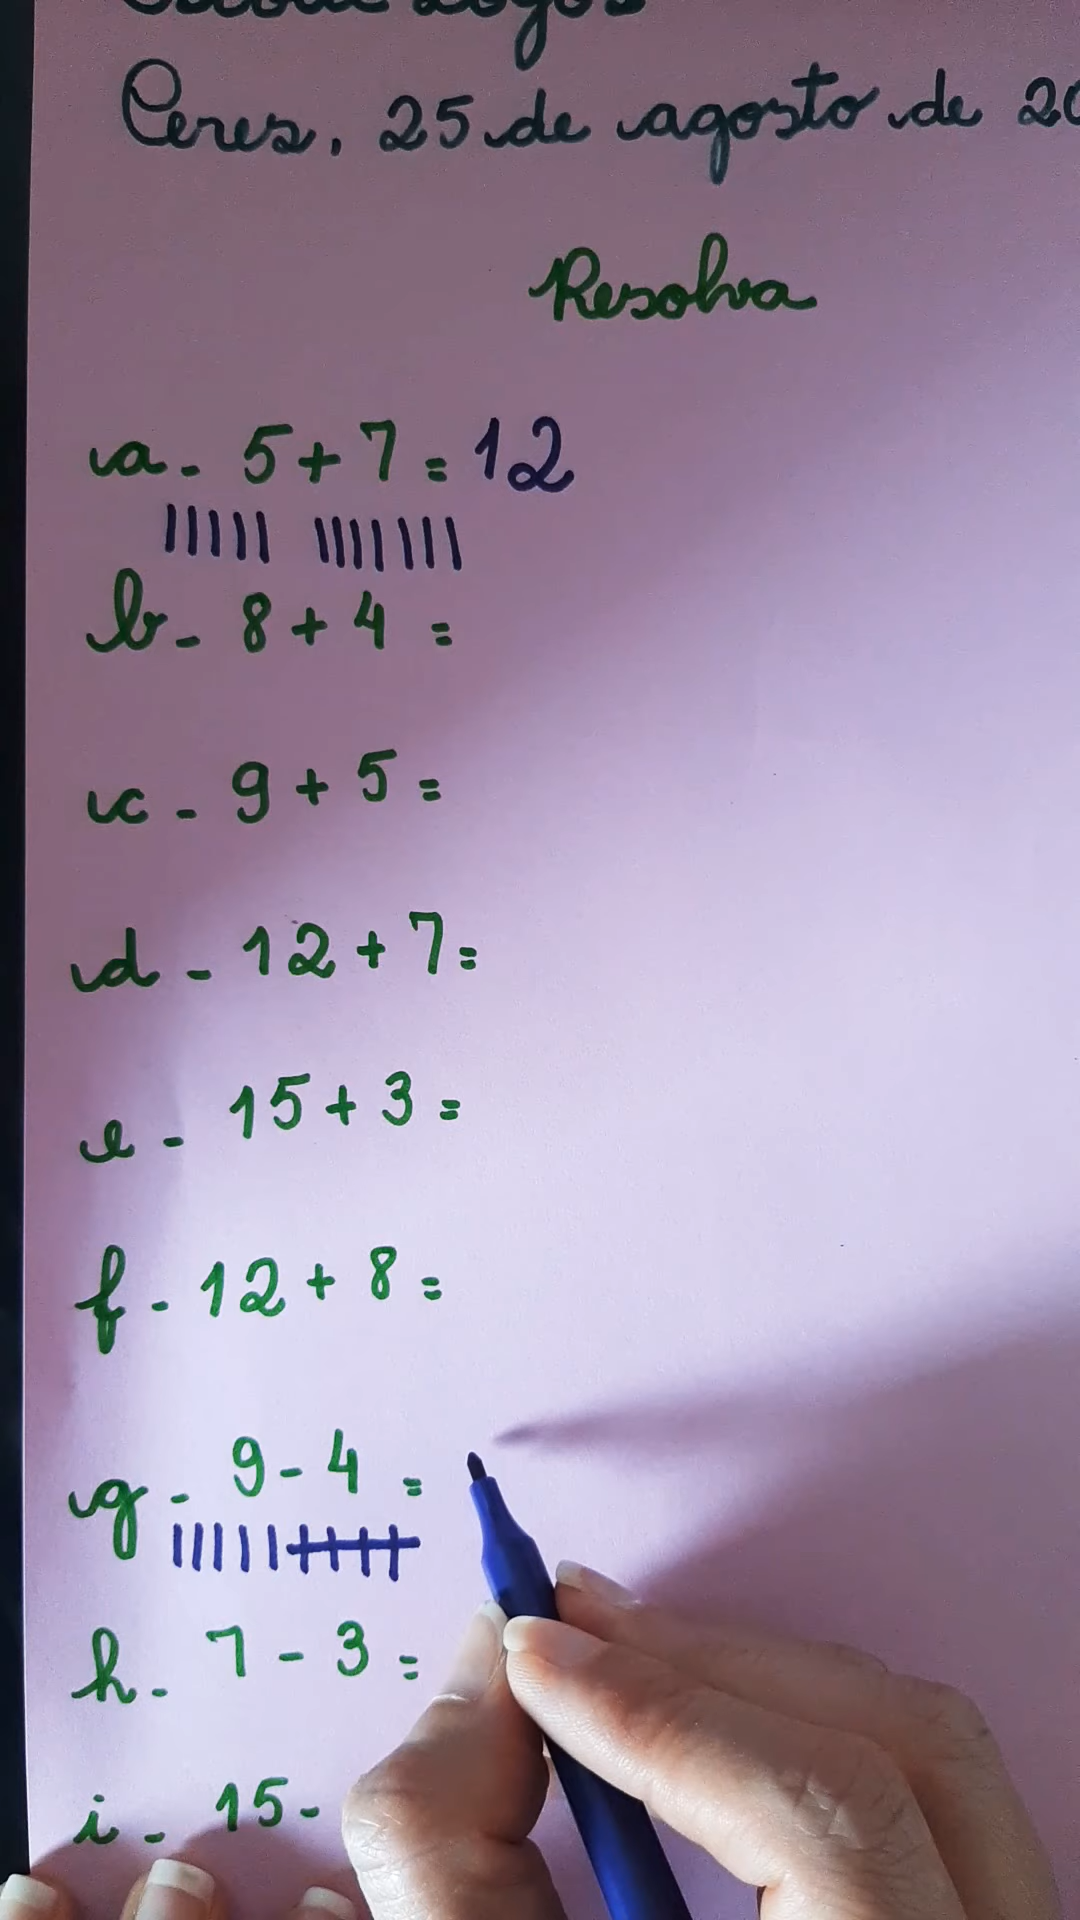 Ceres, 25 de agosto de 20
Resolva
a - 5 + 7 = 12
b - 8 + 4 =
c - 9 + 5 =
d - 12 + 7 =
e - 15 + 3 =
f - 12 + 8 =
g - 9 - 4 =
h - 7 - 3 =
i - 15 -